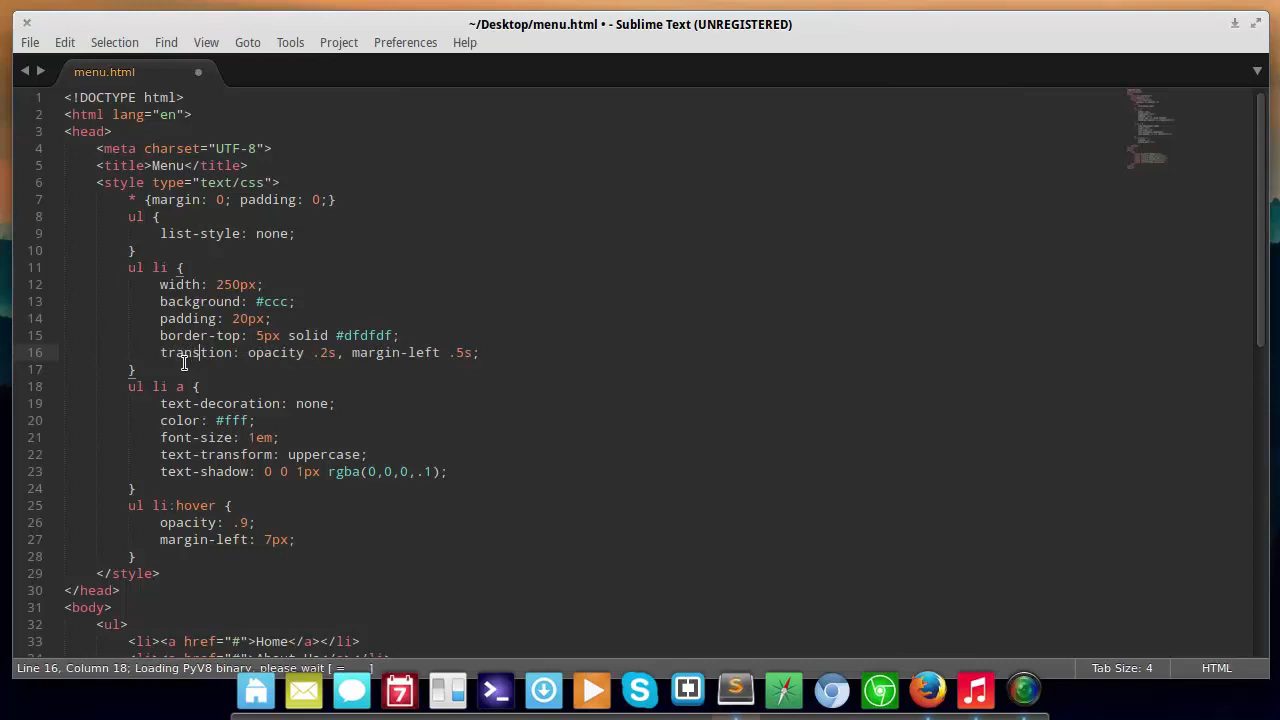 ~/Desktop/menu.html • - Sublime Text (UNREGISTERED)
File Edit Selection Find View Goto Tools Project Preferences Help
menu.html
1 <!DOCTYPE html>
2 <html lang="en">
3 <head>
4 <meta charset="UTF-8">
5 <title>Menu</title>
6 <style type="text/css">
7 * {margin: 0; padding: 0;}
8 ul {
9 list-style: none;
10 }
11 ul li {
12 width: 250px;
13 background: #ccc;
14 padding: 20px;
15 border-top: 5px solid #dfdfdf;
16 transtion: opacity .2s, margin-left .5s;
17 }
18 ul li a {
19 text-decoration: none;
20 color: #fff;
21 font-size: 1em;
22 text-transform: uppercase;
23 text-shadow: 0 0 1px rgba(0,0,0,.1);
24 }
25 ul li:hover {
26 opacity: .9;
27 margin-left: 7px;
28 }
29 </style>
30 </head>
31 <body>
32 <ul>
33 <li><a href="#">Home</a></li>
Line 16, Column 18; Loading PyV8 binary, please wait [ = ] Tab Size: 4 HTML
7
S